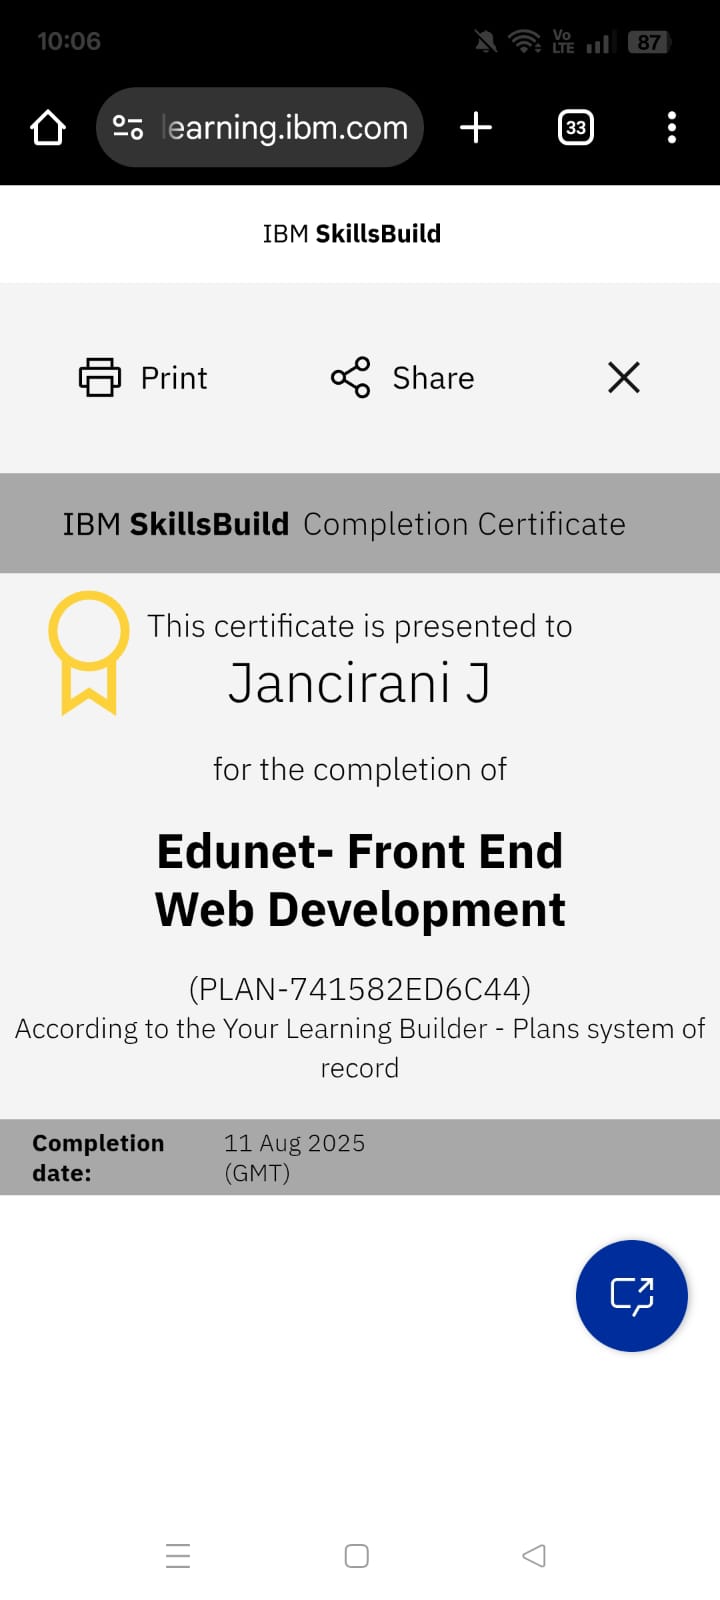 10:06
Vo
LTE
87
learning.ibm.com
33
IBM SkillsBuild
Print
Share
IBM SkillsBuild Completion Certificate
This certificate is presented to
Jancirani J
for the completion of
Edunet- Front End
Web Development
(PLAN-741582ED6C44)
According to the Your Learning Builder - Plans system of
record
Completion date: 11 Aug 2025 (GMT)